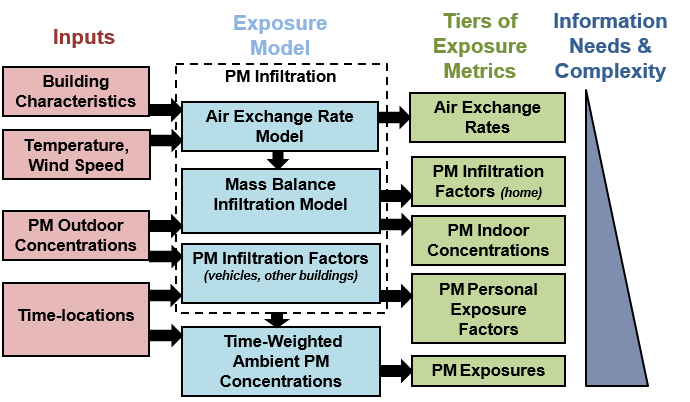 Inputs
Exposure
Model
Tiers of
Exposure
Metrics
Information
Needs &
Complexity
Building
Characteristics
Temperature,
Wind Speed
PM Outdoor
Concentrations
Time-locations
PM Infiltration
Air Exchange Rate
Model
Mass Balance
Infiltration Model
PM Infiltration Factors
(vehicles, other buildings)
Time-Weighted
Ambient PM
Concentrations
Air Exchange
Rates
PM Infiltration
Factors (home)
PM Indoor
Concentrations
PM Personal
Exposure
Factors
PM Exposures